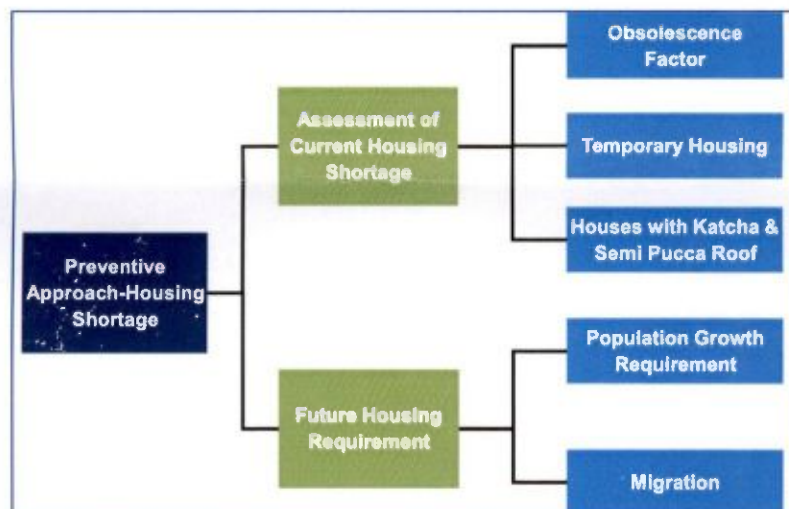 Obsolescence
Factor
Assessment of
Current Housing
Shortage
Temporary Housing
Houses with Katcha &
Semi Pucca Roof
Preventive
Approach-Housing
Shortage
Population Growth
Requirement
Future Housing
Requirement
Migration